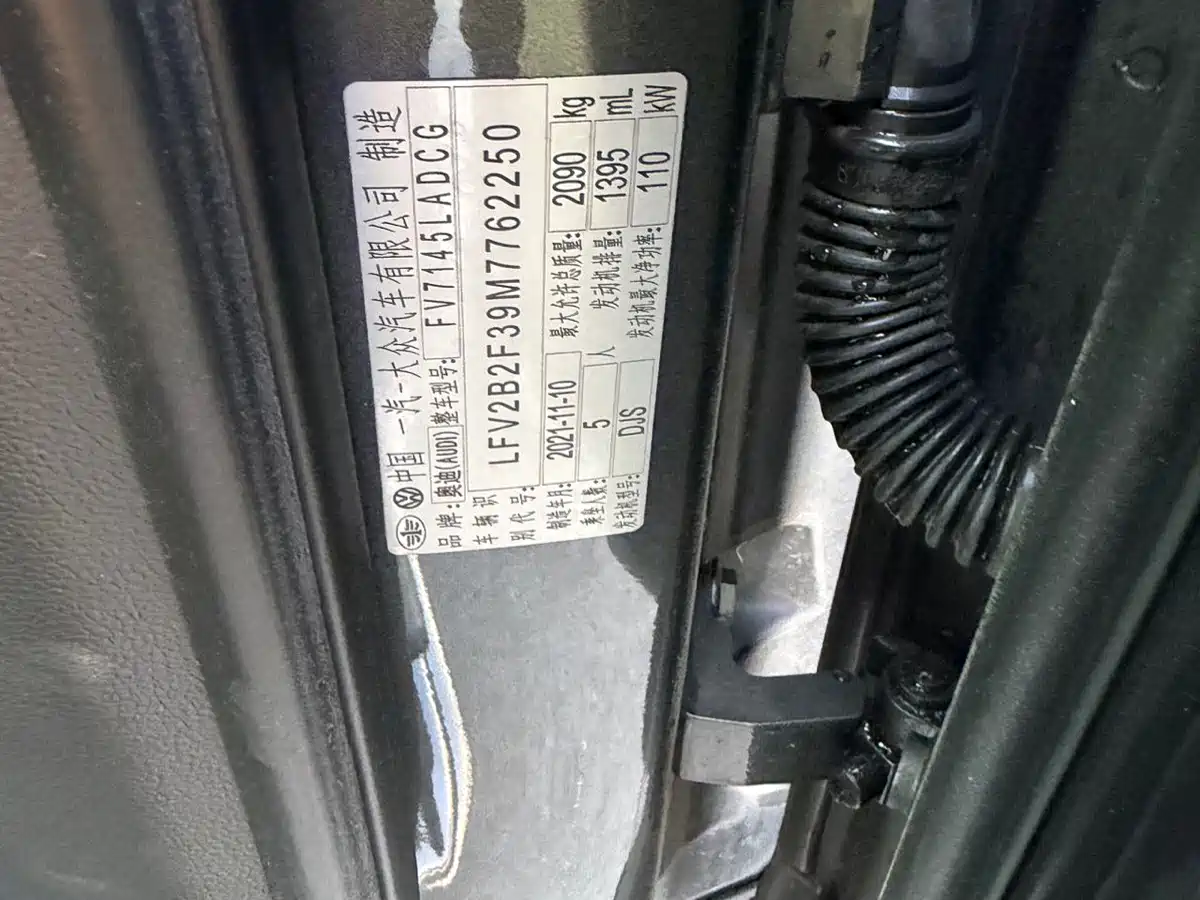 中国 一汽-大众汽车有限公司 制造
品牌:奥迪(AUDI) 整车型号: FV7145LADCG
车辆识别代号: LFV2B2F39M7762250
制造年月: 2021-11-10 最大允许总质量: 2090 kg
乘坐人数: 5 人 发动机排量: 1395 mL
发动机型号: DJS 发动机最大净功率: 110 kW